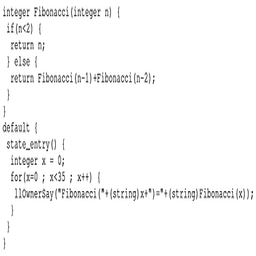 integer Fibonacci(integer n) {
if(n<2) {
return n;
} else {
return Fibonacci(n-1)+Fibonacci(n-2);
}
}
default {
state_entry() {
integer x = 0;
for(x=0 ; x<35 ; x++) {
llOwnerSay("Fibonacci("+(string)x+")="+(string)Fibonacci(x));
}
}
}